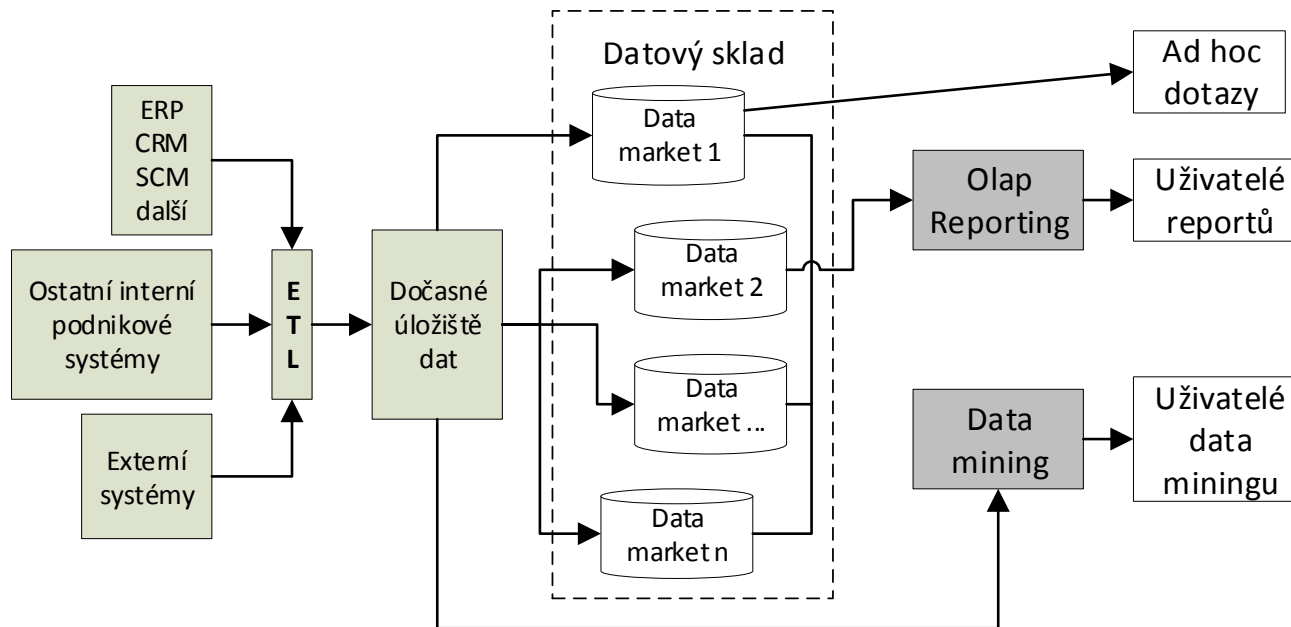 ERP
CRM
SCM
další
Ostatní interní
podnikové
systémy
Externí
systémy
E
T
L
Dočasné
úložiště
dat
Datový sklad
Data
market 1
Data
market 2
Data
market ...
Data
market n
Olap
Reporting
Data
mining
Ad hoc
dotazy
Uživatelé
reportů
Uživatelé
data
miningu